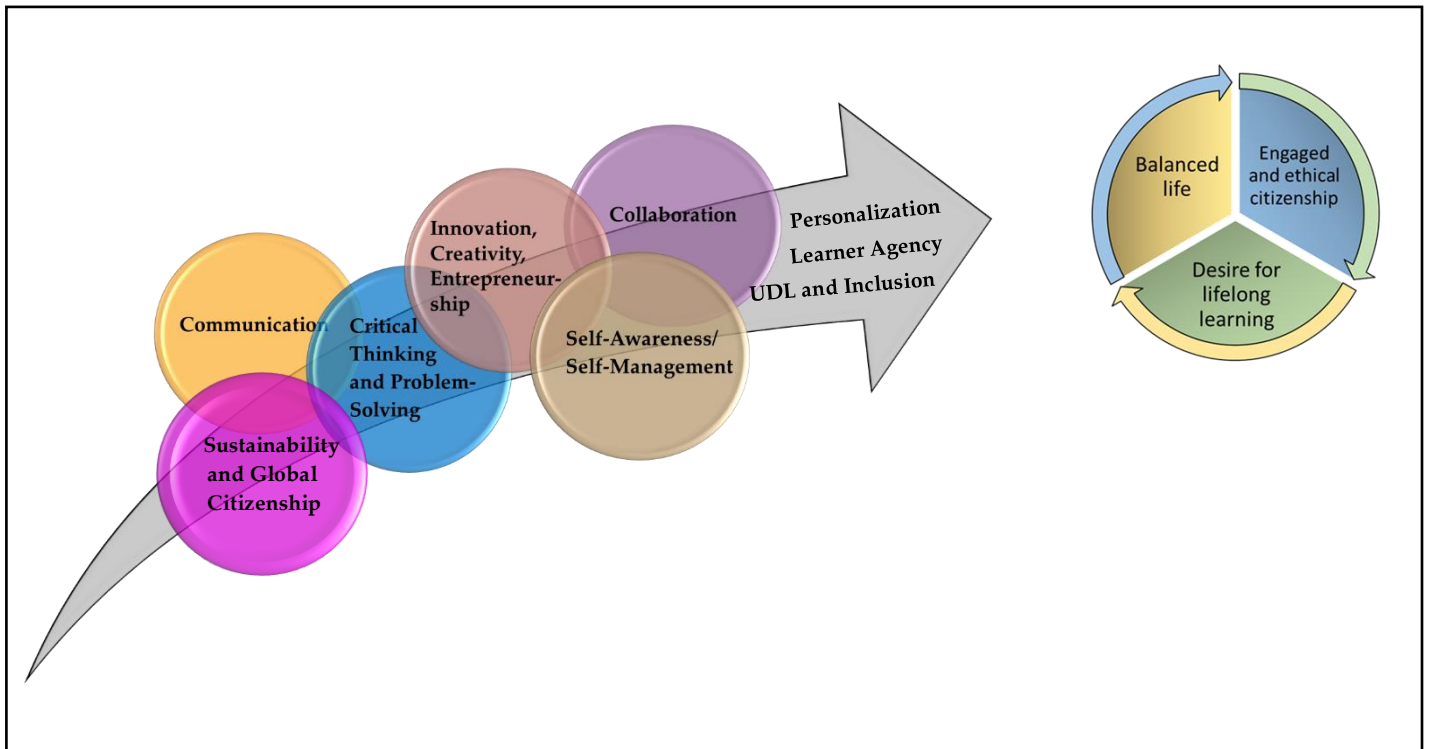 Communication
Sustainability
and Global
Citizenship
Critical
Thinking
and Problem-
Solving
Innovation,
Creativity,
Entrepreneur-
ship
Collaboration
Self-Awareness/
Self-Management
Personalization
Learner Agency
UDL and Inclusion
Balanced
life
Engaged
and ethical
citizenship
Desire for
lifelong
learning